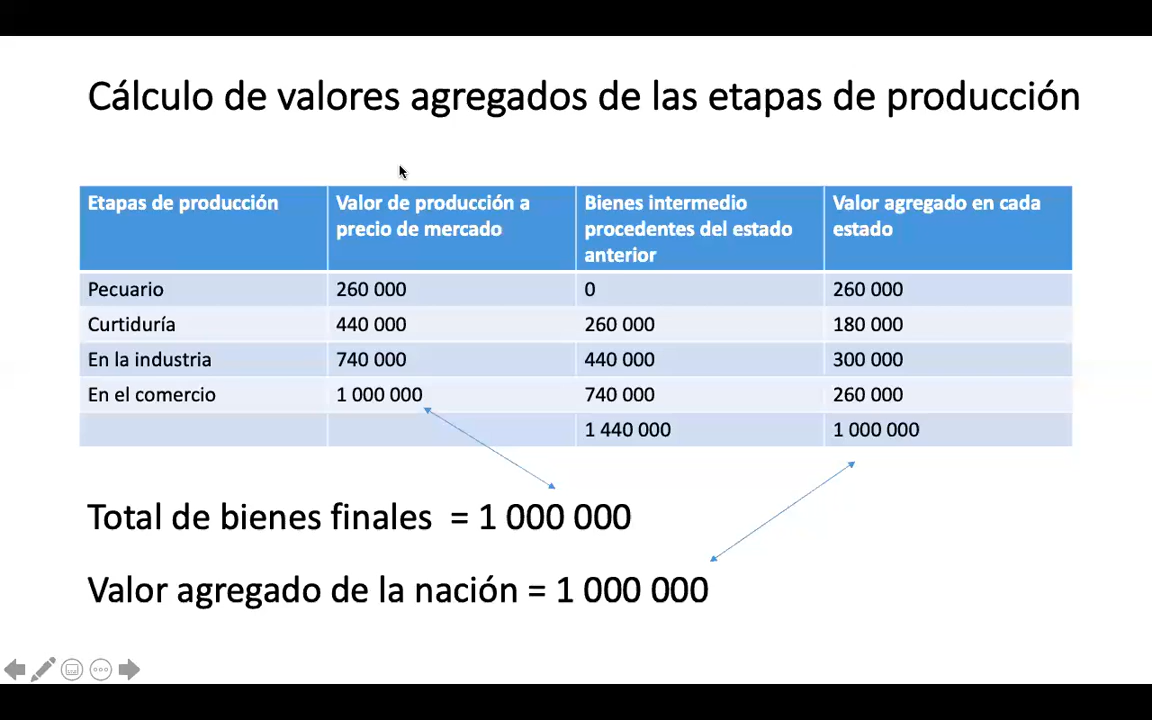 Cálculo de valores agregados de las etapas de producción
Etapas de producción
Valor de producción a
precio de mercado
Bienes intermedio
procedentes del estado
anterior
Valor agregado en cada
estado
Pecuario 260 000 0 260 000
Curtiduría 440 000 260 000 180 000
En la industria 740 000 440 000 300 000
En el comercio 1 000 000 740 000 260 000
1 440 000 1 000 000
Total de bienes finales = 1 000 000
Valor agregado de la nación = 1 000 000